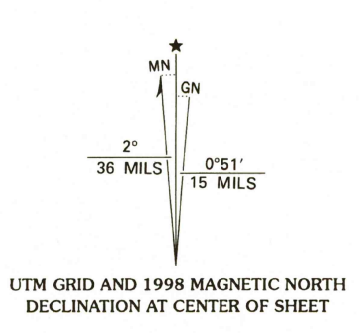 MN
GN
2°
36 MILS
0°51′
15 MILS
UTM GRID AND 1998 MAGNETIC NORTH
DECLINATION AT CENTER OF SHEET